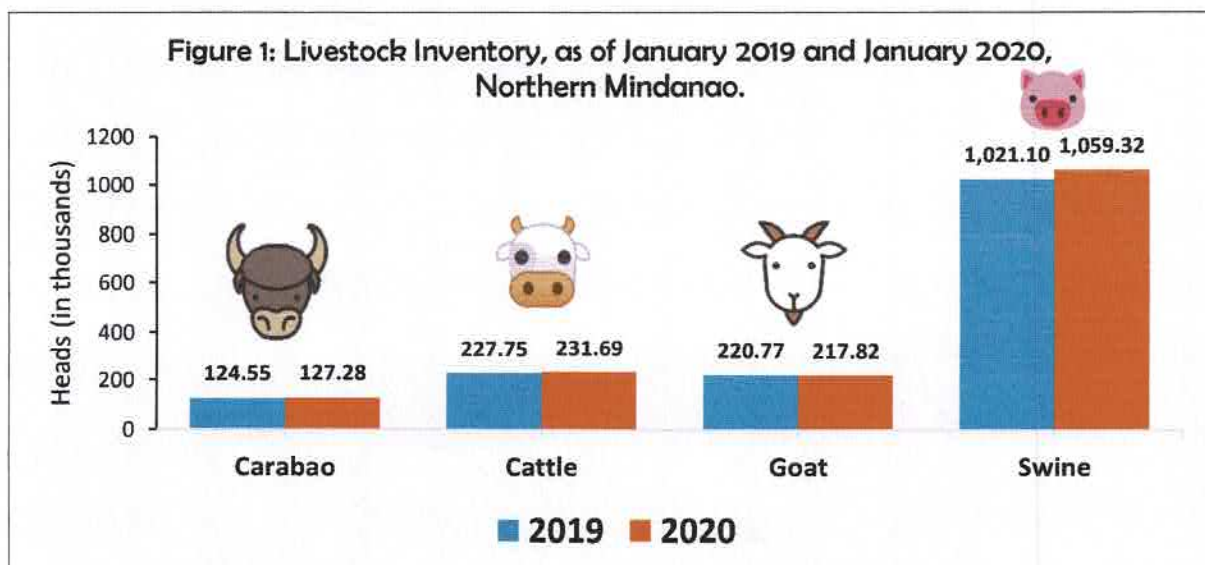 Figure 1: Livestock Inventory, as of January 2019 and January 2020,
Northern Mindanao.
Heads (in thousands)
1200
1000
800
600
400
200
0
124.55
127.28
227.75
231.69
220.77
217.82
1,021.10
1,059.32
Carabao
Cattle
Goat
Swine
2019
2020